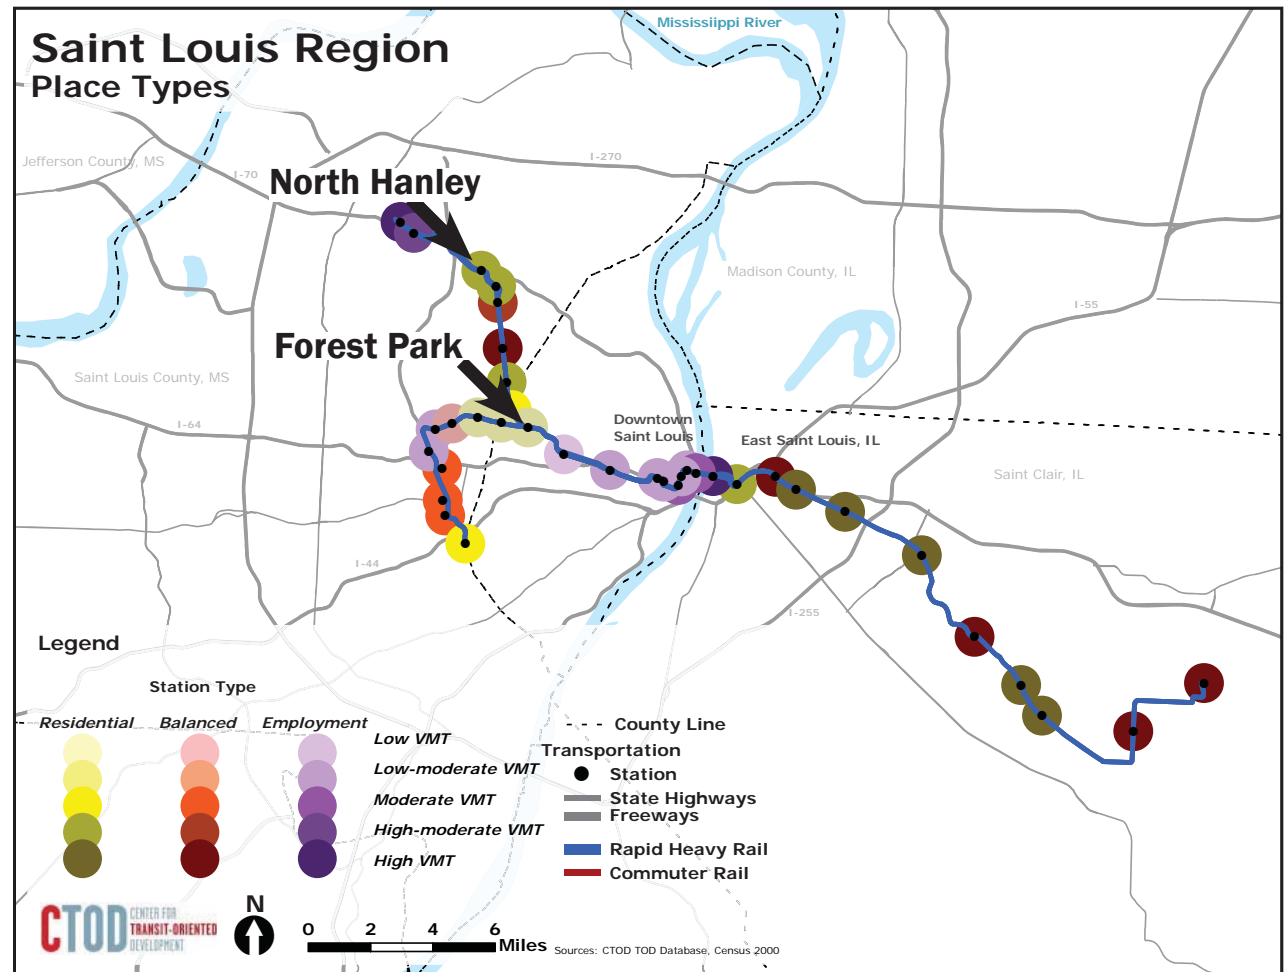 Mississiippi River
Saint Louis Region
Place Types
Jefferson County, MS
I-70
I-270
North Hanley
Madison County, IL
I-55
Forest Park
Saint Louis County, MS
I-64
Downtown
Saint Louis
East Saint Louis, IL
Saint Clair, IL
I-44
I-255
Legend
Station Type
Residential Balanced Employment
Low VMT
Low-moderate VMT
Moderate VMT
High-moderate VMT
High VMT
County Line
Transportation
Station
State Highways
Freeways
Rapid Heavy Rail
Commuter Rail
CTOD CENTER FOR
TRANSIT-ORIENTED
DEVELOPMENT
N
0 2 4 6
Miles
Sources: CTOD TOD Database, Census 2000